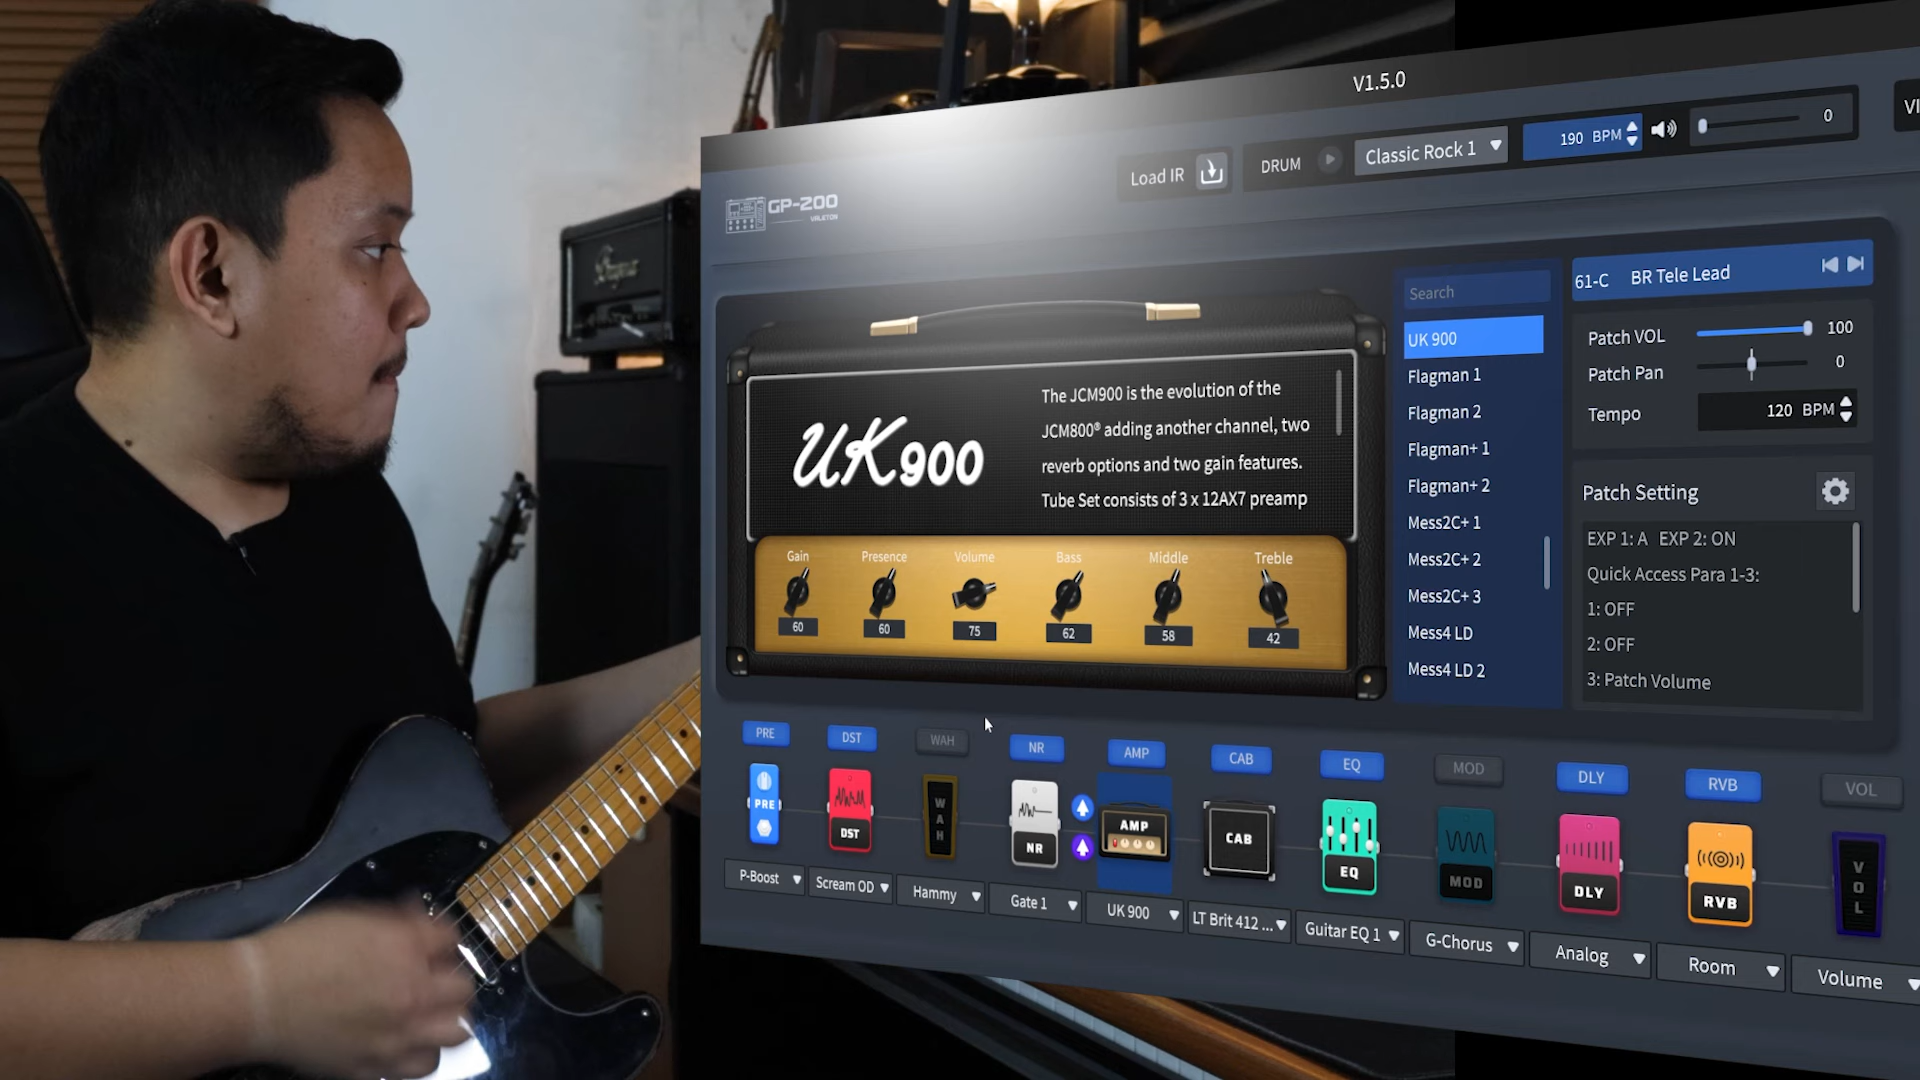 V1.5.0
GP-200
VALETON
Load IR
DRUM
Classic Rock 1
190 BPM
0
61-C BR Tele Lead
Patch VOL
100
Patch Pan
0
Tempo
120 BPM
Patch Setting
EXP 1: A EXP 2: ON
Quick Access Para 1-3:
1: OFF
2: OFF
3: Patch Volume
Search
UK 900
Flagman 1
Flagman 2
Flagman+ 1
Flagman+ 2
Mess2C+ 1
Mess2C+ 2
Mess2C+ 3
Mess4 LD
Mess4 LD 2
UK900
The JCM900 is the evolution of the
JCM800® adding another channel, two
reverb options and two gain features.
Tube Set consists of 3 x 12AX7 preamp
Gain Presence Volume Bass Middle Treble
60 60 75 62 58 42
PRE DST WAH NR AMP CAB EQ MOD DLY RVB VOL
PRE DST WAH NR AMP CAB EQ MOD DLY RVB VOL
P-Boost Scream OD Hammy Gate 1 UK 900 LT Brit 412 ... Guitar EQ 1 G-Chorus Analog Room Volume